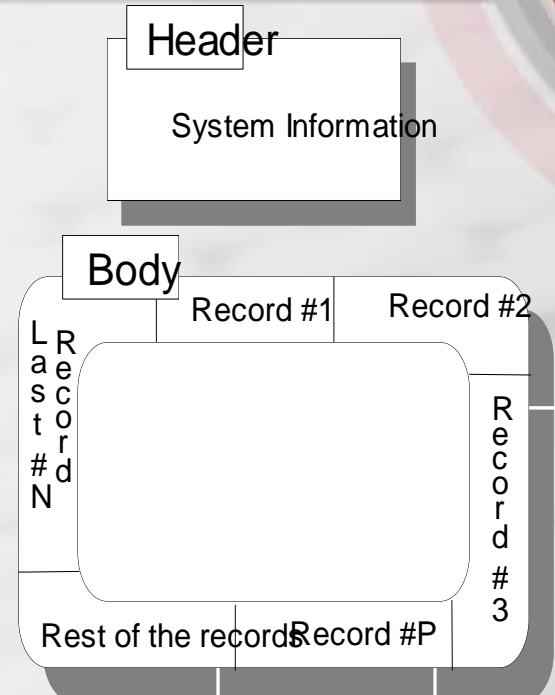 Header
System Information
Body
Record #1
Record #2
Record #3
Record #P
Rest of the records
Last Record #N